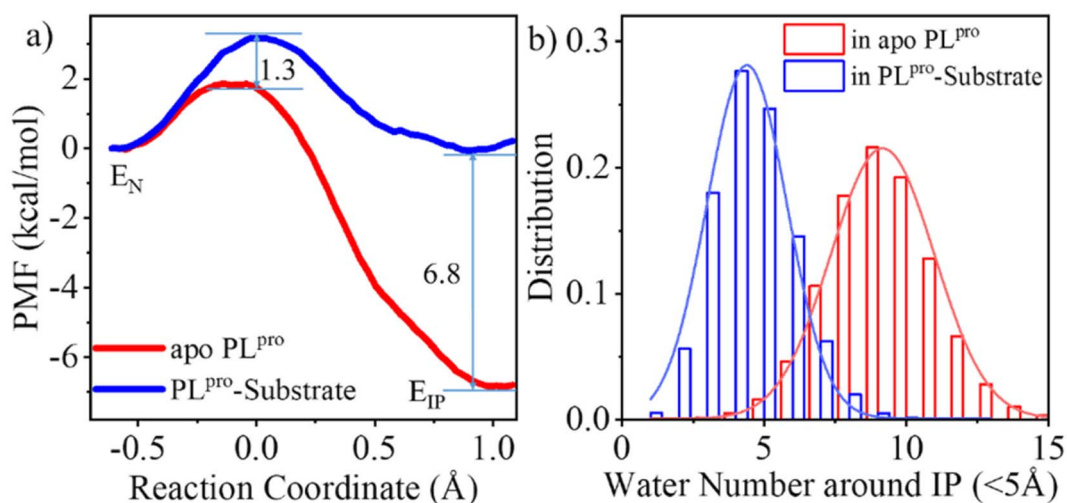 a)
PMF (kcal/mol)
2
0
-2
-4
-6
1.3
6.8
E_N
E_IP
apo PL^pro
PL^pro-Substrate
-0.5
0.0
0.5
1.0
Reaction Coordinate (Å)
b)
Distribution
0.3
0.2
0.1
0.0
in apo PL^pro
in PL^pro-Substrate
0
5
10
15
Water Number around IP (<5Å)